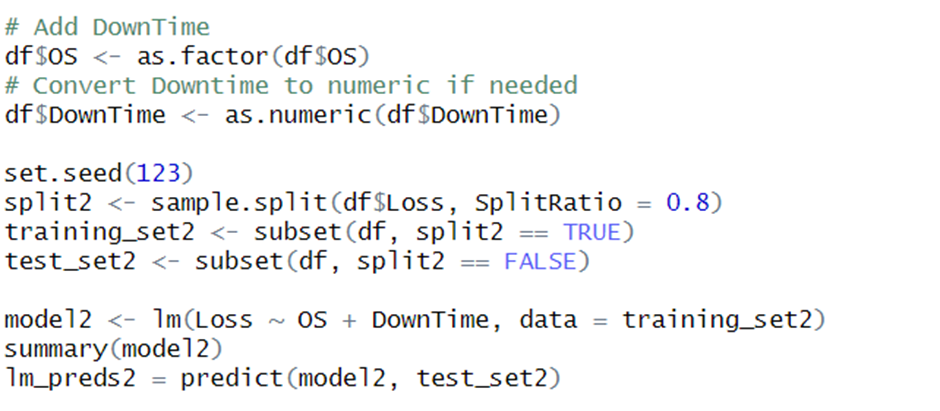 # Add DownTime
df$OS <- as.factor(df$OS)
# Convert Downtime to numeric if needed
df$DownTime <- as.numeric(df$DownTime)
set.seed(123)
split2 <- sample.split(df$Loss, SplitRatio = 0.8)
training_set2 <- subset(df, split2 == TRUE)
test_set2 <- subset(df, split2 == FALSE)
model2 <- lm(Loss ~ OS + DownTime, data = training_set2)
summary(model2)
lm_preds2 = predict(model2, test_set2)